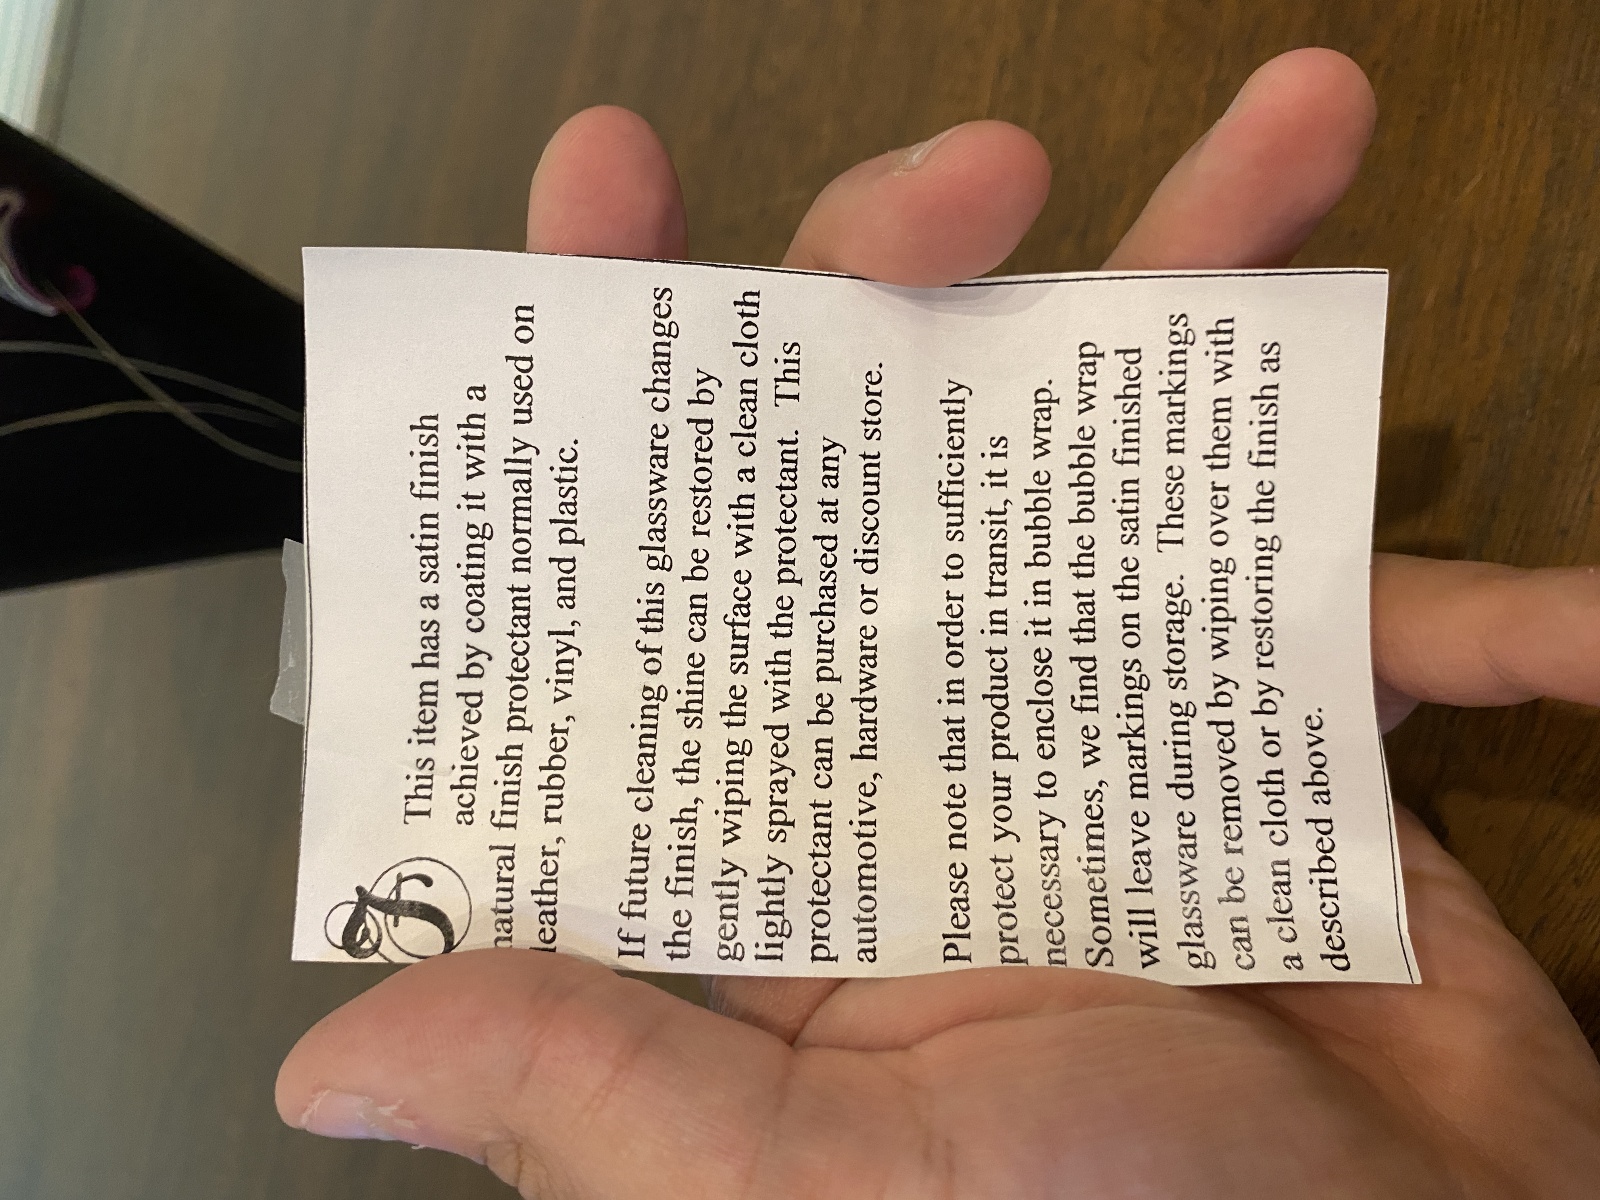 This item has a satin finish
achieved by coating it with a
natural finish protectant normally used on
leather, rubber, vinyl, and plastic.
If future cleaning of this glassware changes
the finish, the shine can be restored by
gently wiping the surface with a clean cloth
lightly sprayed with the protectant. This
protectant can be purchased at any
automotive, hardware or discount store.
Please note that in order to sufficiently
protect your product in transit, it is
necessary to enclose it in bubble wrap.
Sometimes, we find that the bubble wrap
will leave markings on the satin finished
glassware during storage. These markings
can be removed by wiping over them with
a clean cloth or by restoring the finish as
described above.